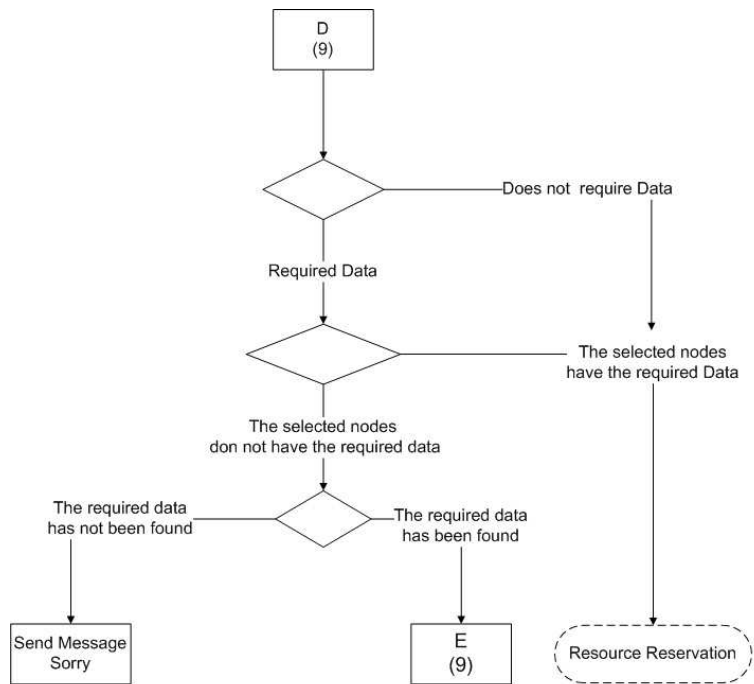 D
(9)
Does not require Data
Required Data
The selected nodes
have the required Data
The selected nodes
don not have the required data
The required data
has not been found
The required data
has been found
Send Message
Sorry
E
(9)
Resource Reservation